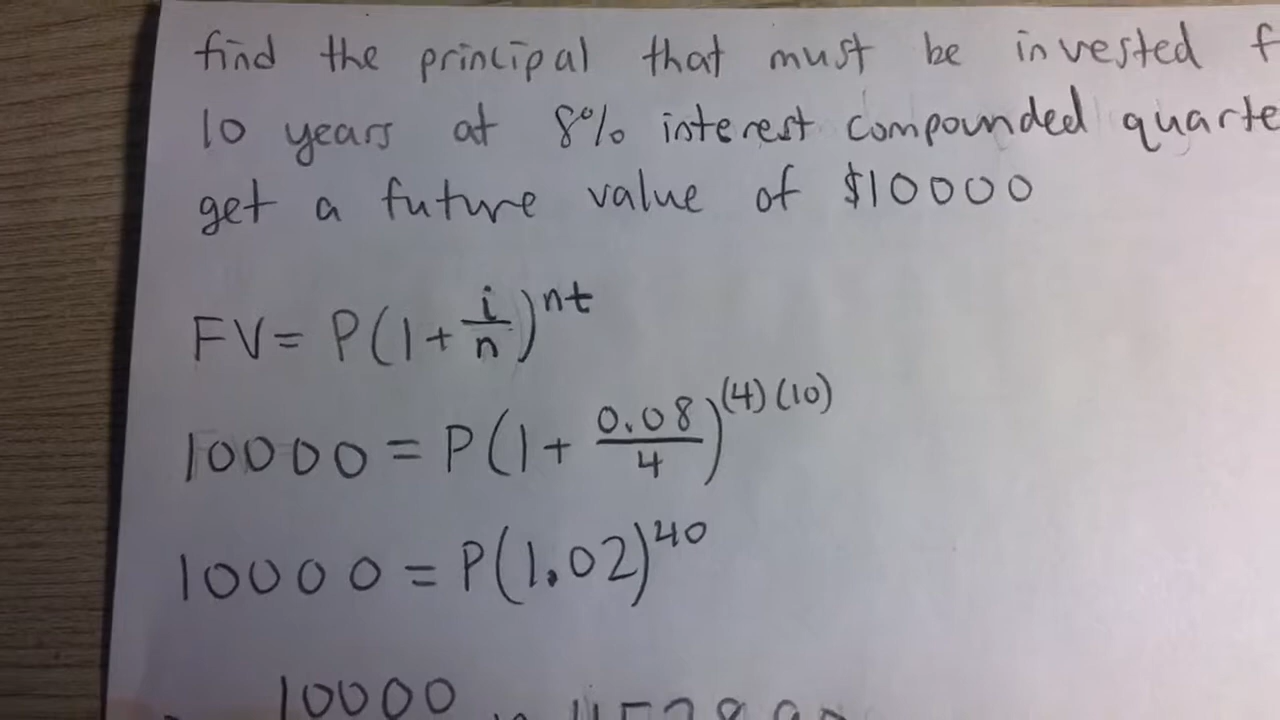 find the principal that must be invested
10 years at 8% interest compounded
get a future value of $10000
FV = P(1 + i/n)^nt
10000 = P(1 + 0.08/4)^(4)(10)
10000 = P(1.02)^40
10000